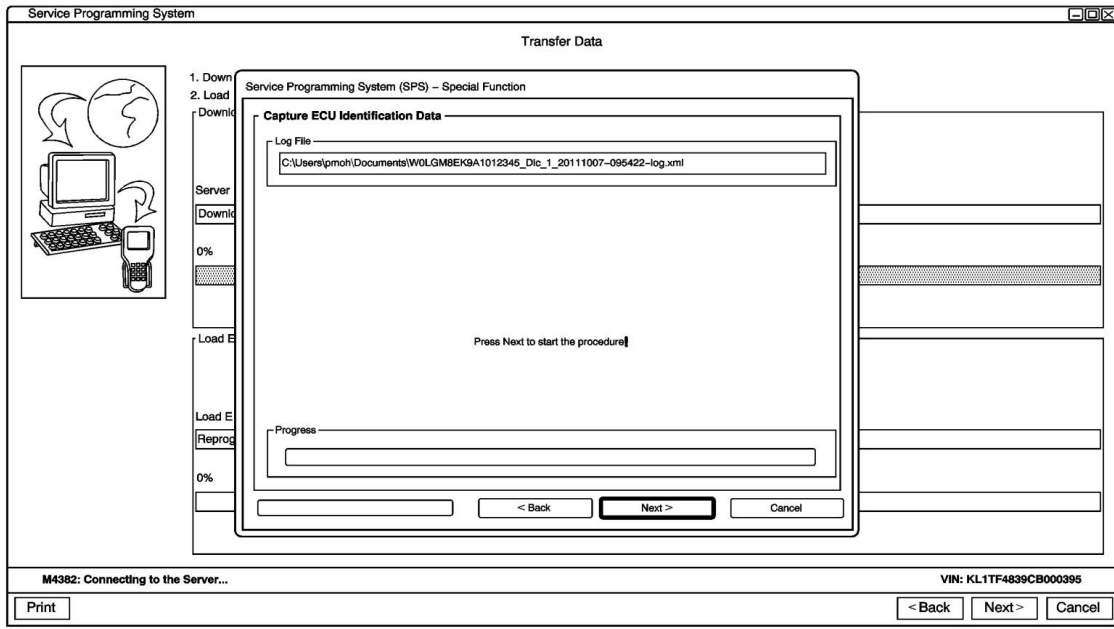 Service Programming System
Transfer Data
1. Down
2. Load
Downlo
Server
Downlo
0%
Load E
Load E
Reprog
0%
Service Programming System (SPS) – Special Function
Capture ECU Identification Data
Log File
C:\Users\pmoh\Documents\W0LGM8EK9A1012345_Dlc_1_20111007–095422–log.xml
Press Next to start the procedure!
Progress
< Back
Next >
Cancel
M4382: Connecting to the Server...
VIN: KL1TF4839CB000395
Print
< Back
Next >
Cancel